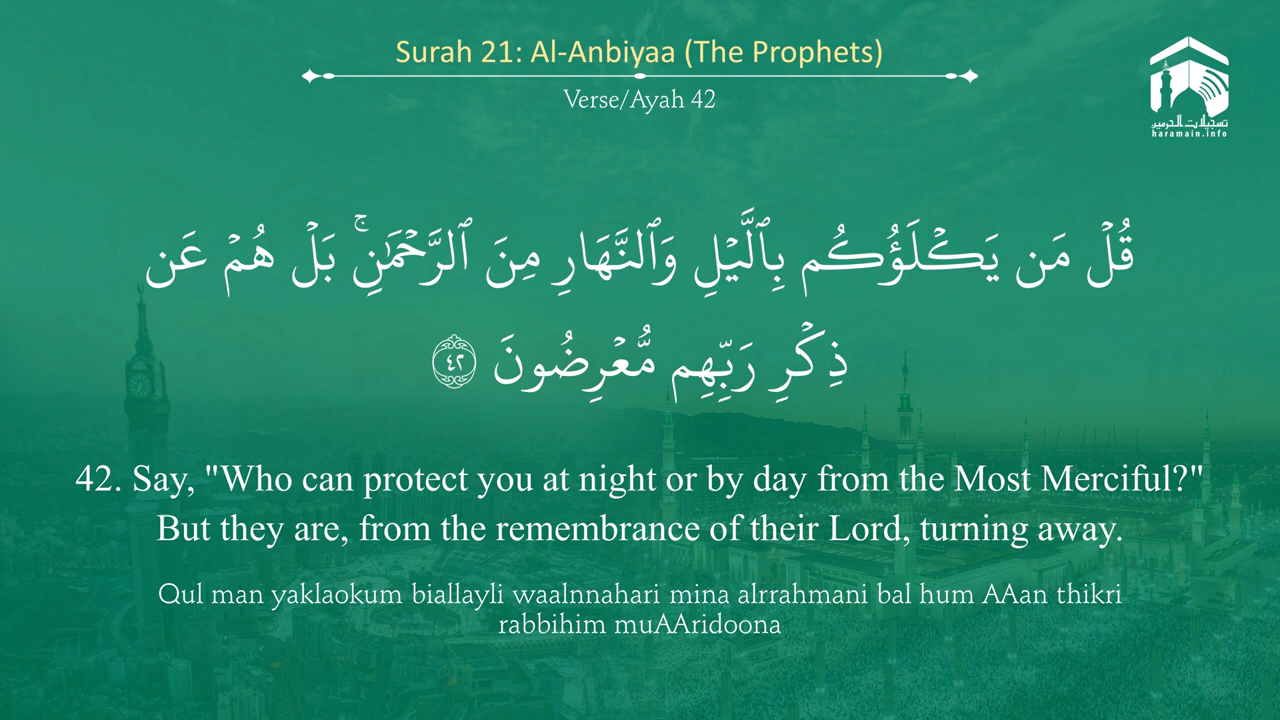 Surah 21: Al-Anbiyaa (The Prophets)
Verse/Ayah 42
تسجيلات الحرمين
haramain.info
قُلۡ مَن يَكۡلَؤُكُم بِٱلَّيۡلِ وَٱلنَّهَارِ مِنَ ٱلرَّحۡمَٰنِۚ بَلۡ هُمۡ عَن
ذِكۡرِ رَبِّهِم مُّعۡرِضُونَ ٤٢
42. Say, "Who can protect you at night or by day from the Most Merciful?"
But they are, from the remembrance of their Lord, turning away.
Qul man yaklaokum biallayli waalnnahari mina alrrahmani bal hum AAan thikri
rabbihim muAAridoona